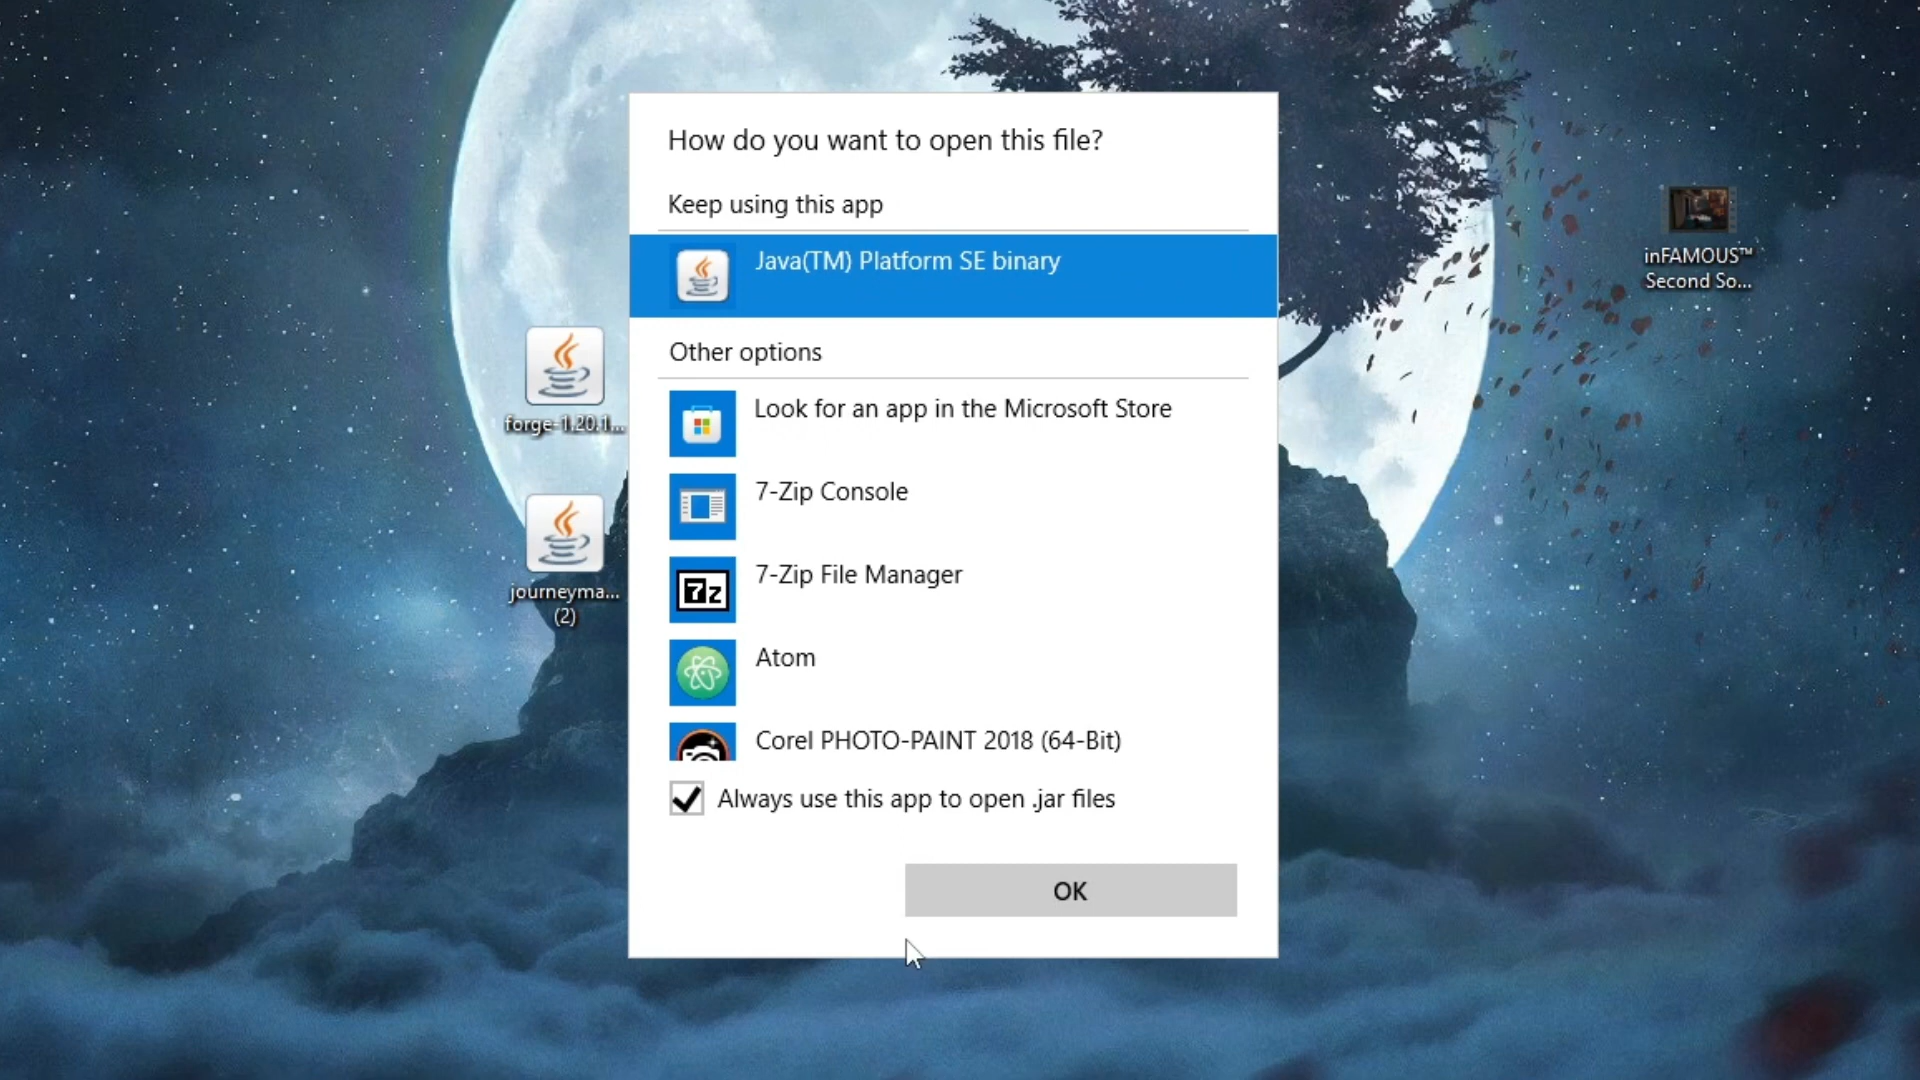 How do you want to open this file?
Keep using this app
Java(TM) Platform SE binary
Other options
Look for an app in the Microsoft Store
7-Zip Console
7-Zip File Manager
Atom
Corel PHOTO-PAINT 2018 (64-Bit)
Always use this app to open .jar files
OK
forge-1.20.1...
journeyma...
(2)
inFAMOUS™
Second So...
7z